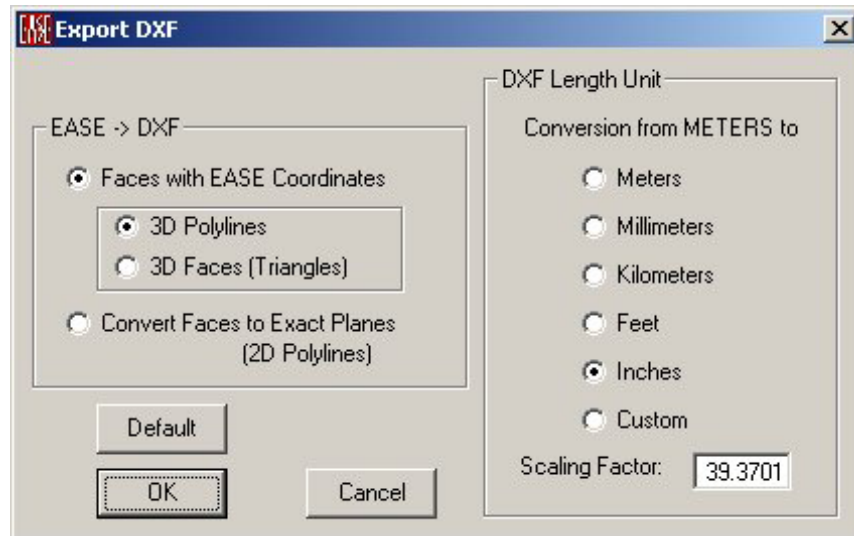 Export DXF
EASE -> DXF
Faces with EASE Coordinates
3D Polylines
3D Faces (Triangles)
Convert Faces to Exact Planes
(2D Polylines)
Default
OK
Cancel
DXF Length Unit
Conversion from METERS to
Meters
Millimeters
Kilometers
Feet
Inches
Custom
Scaling Factor: 39.3701